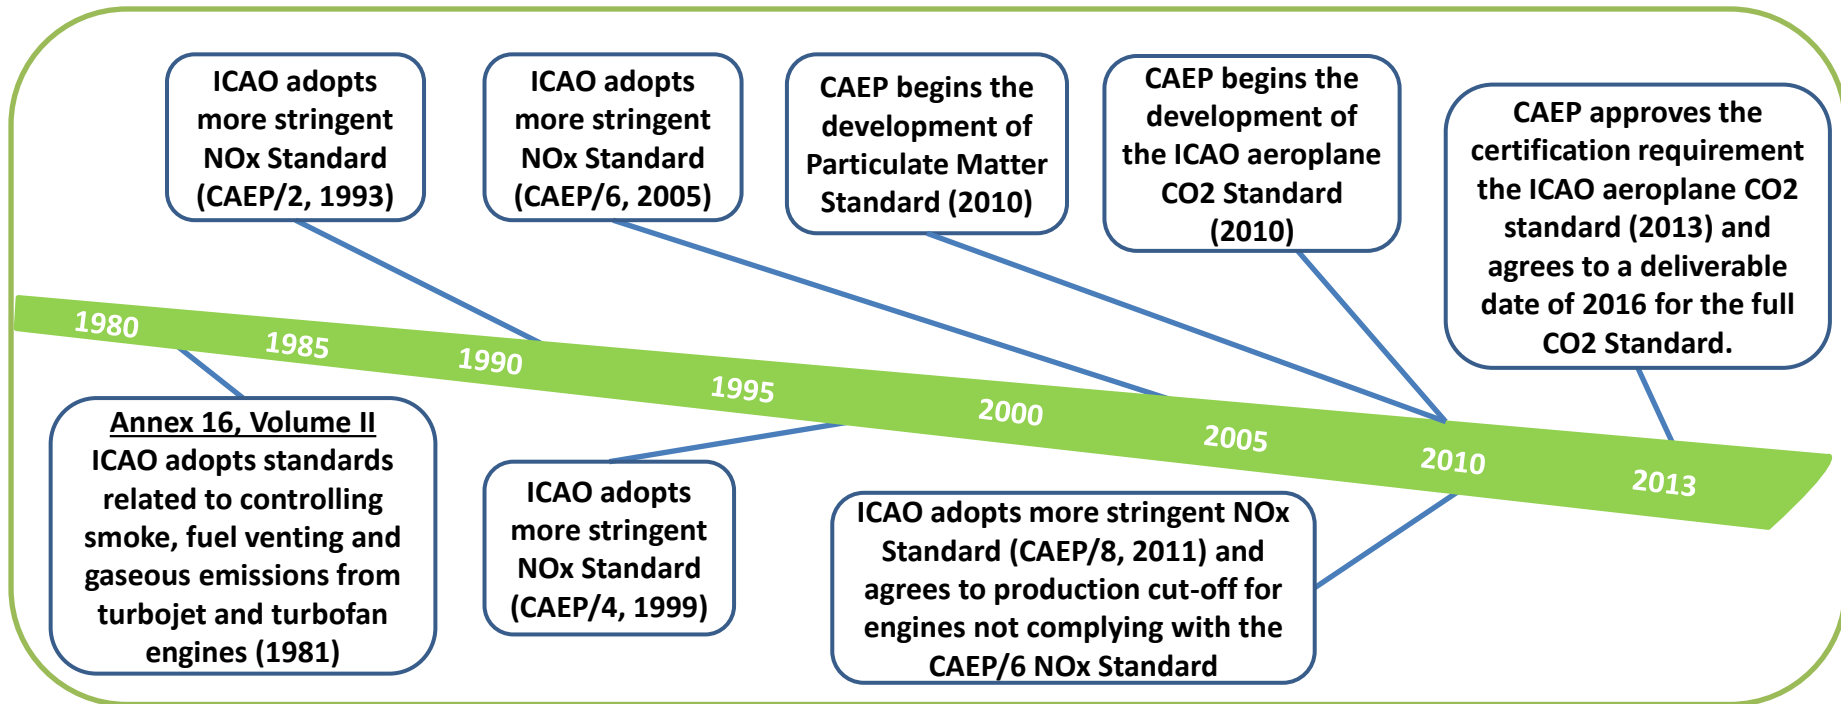 ICAO adopts
more stringent
NOx Standard
(CAEP/2, 1993)
ICAO adopts
more stringent
NOx Standard
(CAEP/6, 2005)
CAEP begins the
development of
Particulate Matter
Standard (2010)
CAEP begins the
development of
the ICAO aeroplane
CO2 Standard
(2010)
CAEP approves the
certification requirement
the ICAO aeroplane CO2
standard (2013) and
agrees to a deliverable
date of 2016 for the full
CO2 Standard.
1980
1985
1990
1995
2000
2005
2010
2013
Annex 16, Volume II
ICAO adopts standards
related to controlling
smoke, fuel venting and
gaseous emissions from
turbojet and turbofan
engines (1981)
ICAO adopts
more stringent
NOx Standard
(CAEP/4, 1999)
ICAO adopts more stringent NOx
Standard (CAEP/8, 2011) and
agrees to production cut-off for
engines not complying with the
CAEP/6 NOx Standard